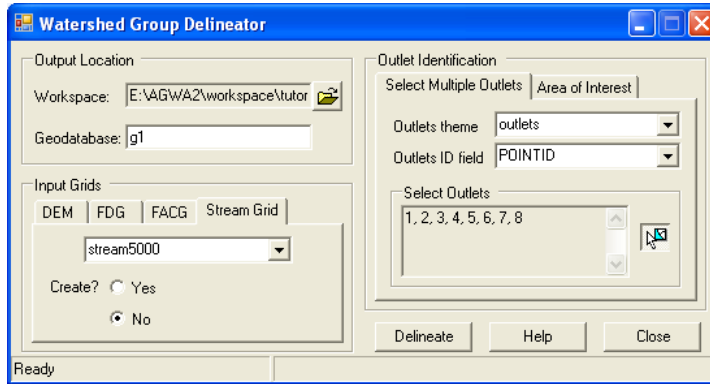 Watershed Group Delineator
Output Location
Workspace: E:\AGWA2\workspace\tutor
Geodatabase: g1
Input Grids
DEM FDG FACG Stream Grid
stream5000
Create? Yes
No
Outlet Identification
Select Multiple Outlets Area of Interest
Outlets theme outlets
Outlets ID field POINTID
Select Outlets
1, 2, 3, 4, 5, 6, 7, 8
Delineate Help Close
Ready